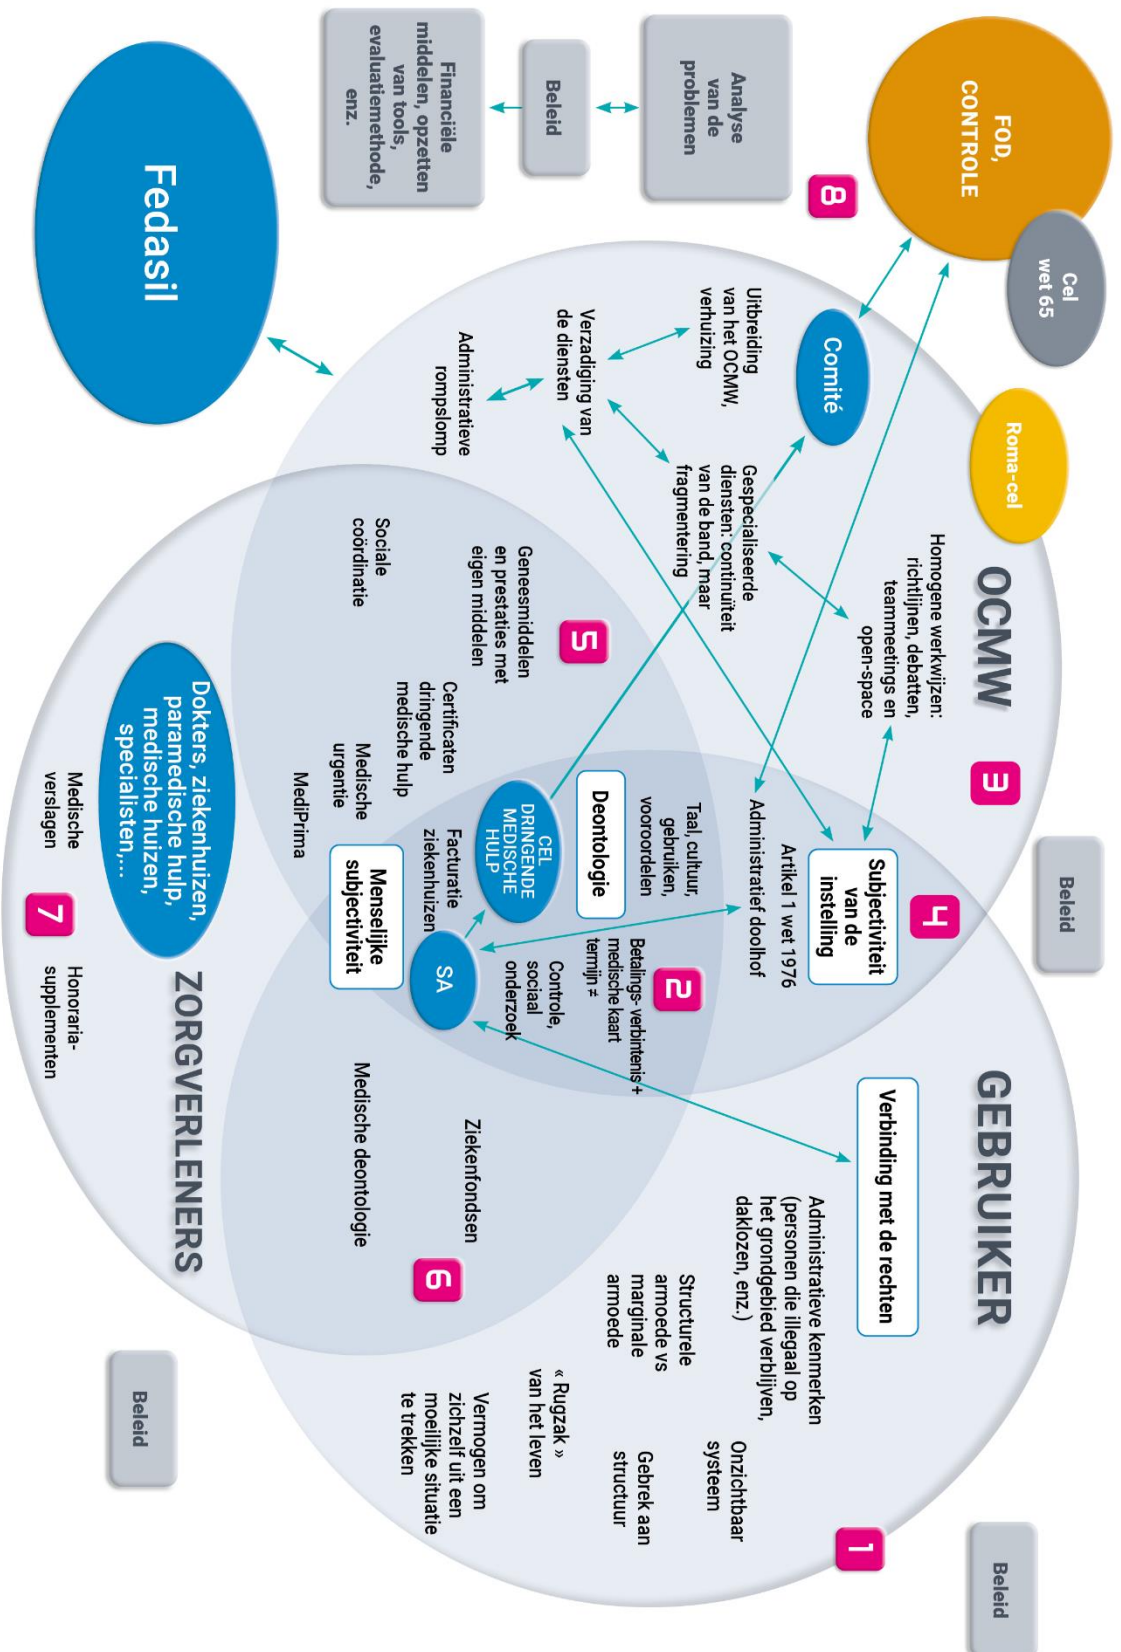 FOD,
CONTROLE
Cel
wet 65
Roma-cel
OCMW
3
Beleid
GEBRUIKER
Beleid
Analyse
van de
problemen
8
Beleid
Financiële
middelen, opzetten
van tools,
evaluatiemethode,
enz.
Fedasil
Comité
Uitbreiding
van het OCMW,
verhuizing
Verzadiging van
de diensten
Administratieve
rompslomp
Homogene werkwijzen:
richtlijnen, debatten,
teammeetings en
open-space
Gespecialiseerde
diensten: continuïteit
van de band, maar
fragmentering
4
Subjectiviteit
van de
instelling
Artikel 1 wet 1976
Administratief doolhof
Taal, cultuur,
gebruiken,
vooroordelen
Deontologie
2
Betalings- verbintenis +
medische kaart
termijn ≠
CEL
DRINGENDE
MEDISCHE
HULP
Controle,
sociaal
onderzoek
Facturatie
ziekenhuizen
SA
Menselijke
subjectiviteit
5
Geneesmiddelen
en prestaties met
eigen middelen
Sociale
coördinatie
Certificaten
dringende
medische hulp
Medische
urgentie
MediPrima
Verbinding met de rechten
Administratieve kenmerken
(personen die illegaal op
het grondgebied verblijven,
daklozen, enz.)
Onzichtbaar
systeem
1
Structurele
armoede vs
marginale
armoede
Gebrek aan
structuur
« Rugzak »
van het leven
Vermogen om
zichzelf uit een
moeilijke situatie
te trekken
Ziekenfondsen
6
Medische deontologie
Dokters, ziekenhuizen,
paramedische hulp,
medische huizen,
specialisten,...
ZORGVERLENERS
Medische
verslagen
7
Honoraria-
supplementen
Beleid